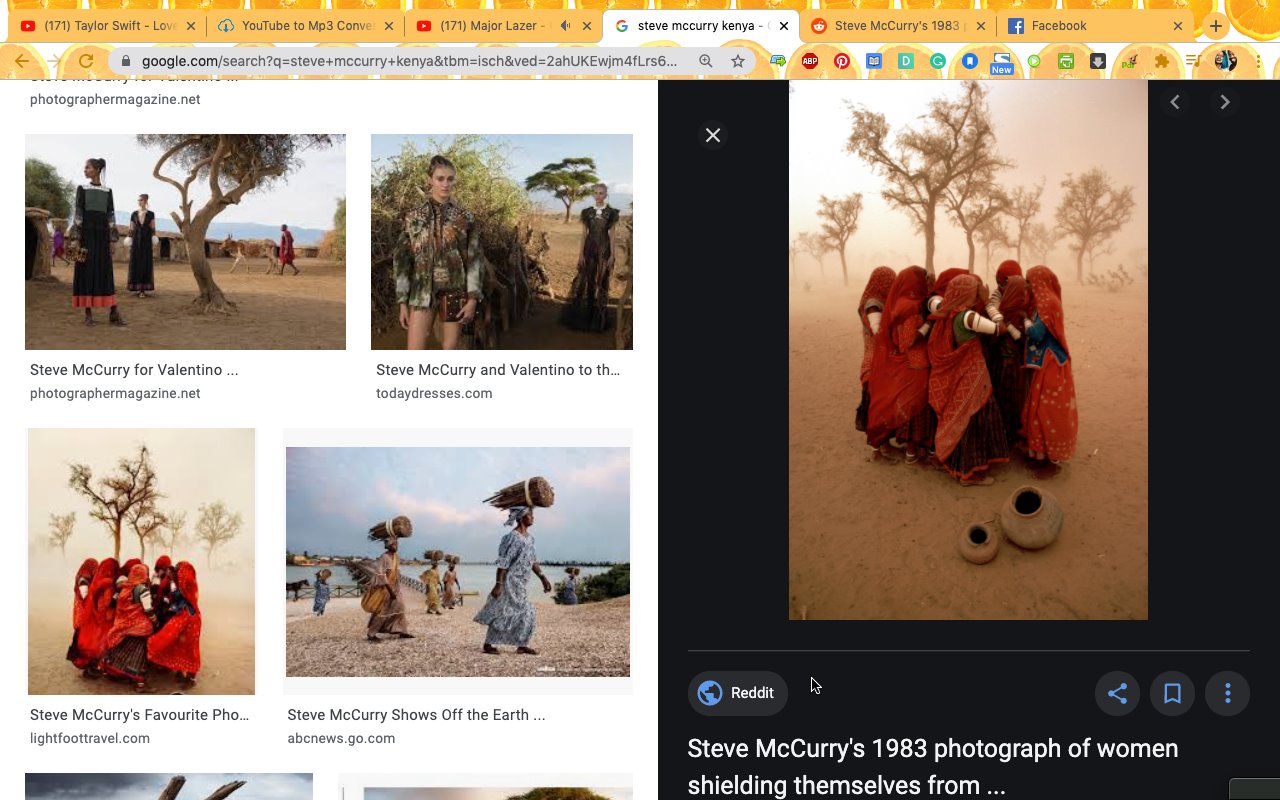 (171) Taylor Swift - Love
YouTube to Mp3 Conve
(171) Major Lazer -
steve mccurry kenya -
Steve McCurry's 1983
Facebook
google.com/search?q=steve+mccurry+kenya&tbm=isch&ved=2ahUKEwjm4fLrs6...
ABP
New
photographermagazine.net
Steve McCurry for Valentino ...
photographermagazine.net
Steve McCurry and Valentino to th...
todaydresses.com
Steve McCurry's Favourite Pho...
lightfoottravel.com
Steve McCurry Shows Off the Earth ...
abcnews.go.com
Reddit
Steve McCurry's 1983 photograph of women
shielding themselves from ...